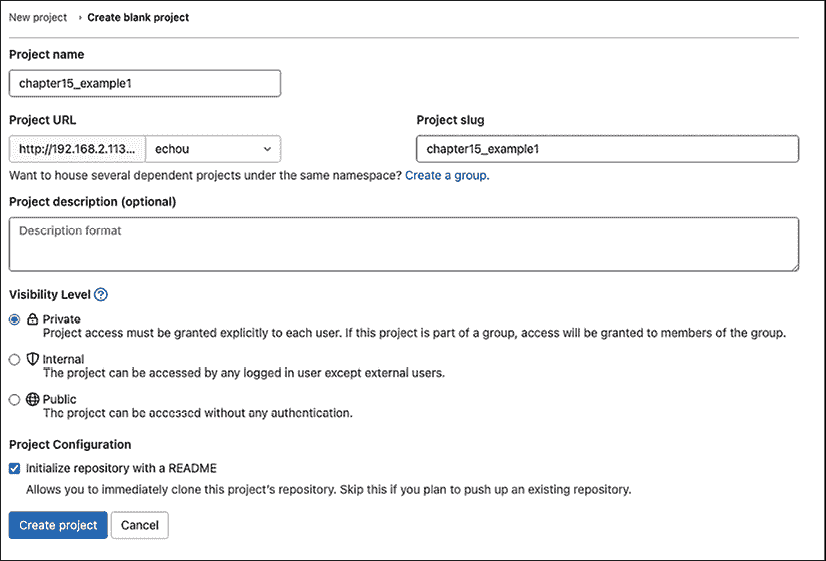 New project › Create blank project
Project name
chapter15_example1
Project URL
Project slug
http://192.168.2.113... echou
chapter15_example1
Want to house several dependent projects under the same namespace? Create a group.
Project description (optional)
Description format
Visibility Level ?
Private
Project access must be granted explicitly to each user. If this project is part of a group, access will be granted to members of the group.
Internal
The project can be accessed by any logged in user except external users.
Public
The project can be accessed without any authentication.
Project Configuration
Initialize repository with a README
Allows you to immediately clone this project's repository. Skip this if you plan to push up an existing repository.
Create project Cancel